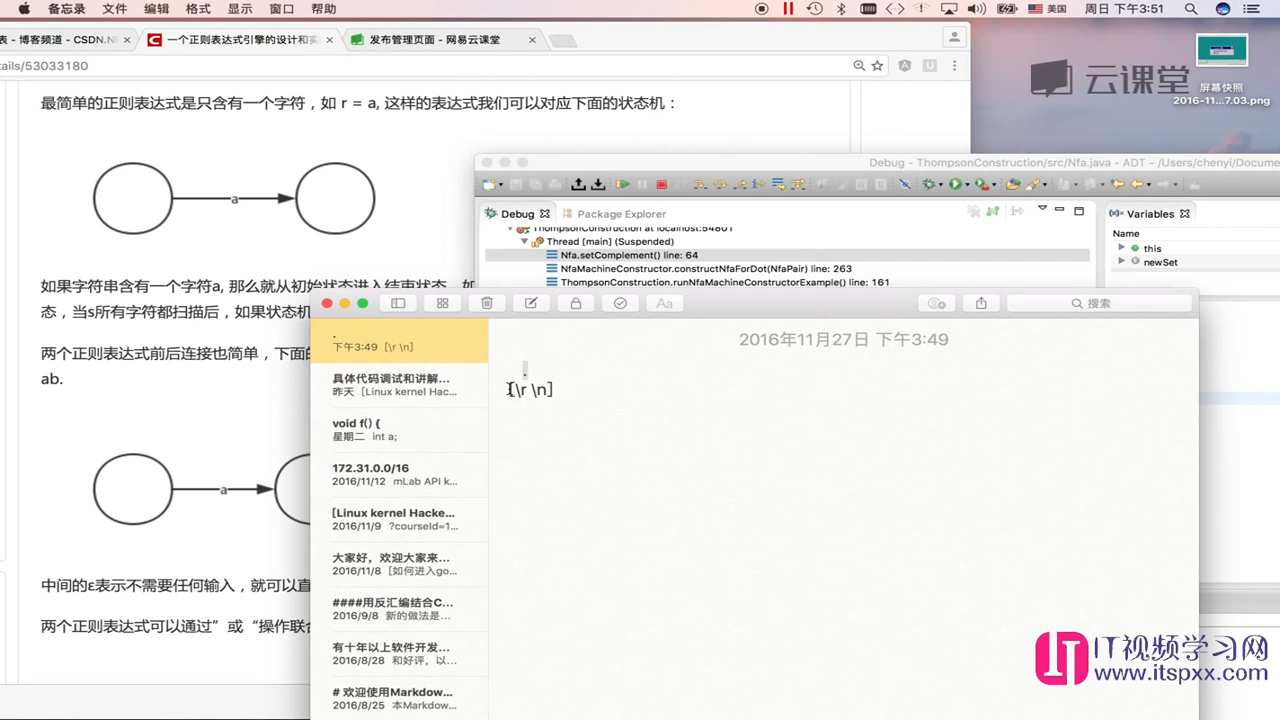 备忘录 文件 编辑 格式 显示 窗口 帮助
美国 周日 下午3:51
表 - 博客频道 - CSDN.NE
一个正则表达式引擎的设计和实
发布管理页面 - 网易云课堂
tails/53033180
云课堂
屏幕快照
2016-11...7.03.png
最简单的正则表达式是只含有一个字符，如 r = a, 这样的表达式我们可以对应下面的状态机：
a
如果字符串含有一个字符a, 那么就从初始状态进入结束状态，如
态，当s所有字符都扫描后，如果状态机
两个正则表达式前后连接也简单，下面的
ab.
a
中间的ε表示不需要任何输入，就可以直
两个正则表达式可以通过”或“操作联合
Debug - ThompsonConstruction/src/Nfa.java - ADT - /Users/chenyi/Docume
Debug
Package Explorer
ThompsonConstruction at localhost:54801
Thread [main] (Suspended)
Nfa.setComplement() line: 64
NfaMachineConstructor.constructNfaForDot(NfaPair) line: 263
ThompsonConstruction.runNfaMachineConstructorExample() line: 161
Variables
Name
this
newSet
Aa
搜索
.
下午3:49 [\r \n]
具体代码调试和讲解...
昨天 [Linux kernel Hac...
void f() {
星期二 int a;
172.31.0.0/16
2016/11/12 mLab API k...
[Linux kernel Hacke...
2016/11/9 ?courseId=1...
大家好，欢迎大家来...
2016/11/8 [如何进入go...
####用反汇编结合C...
2016/9/8 新的做法是...
有十年以上软件开发...
2016/8/28 和好评，以...
# 欢迎使用Markdown...
2016/8/25 本Markdow...
2016年11月27日 下午3:49
.
[\r \n]
IT视频学习网
www.itspxx.com